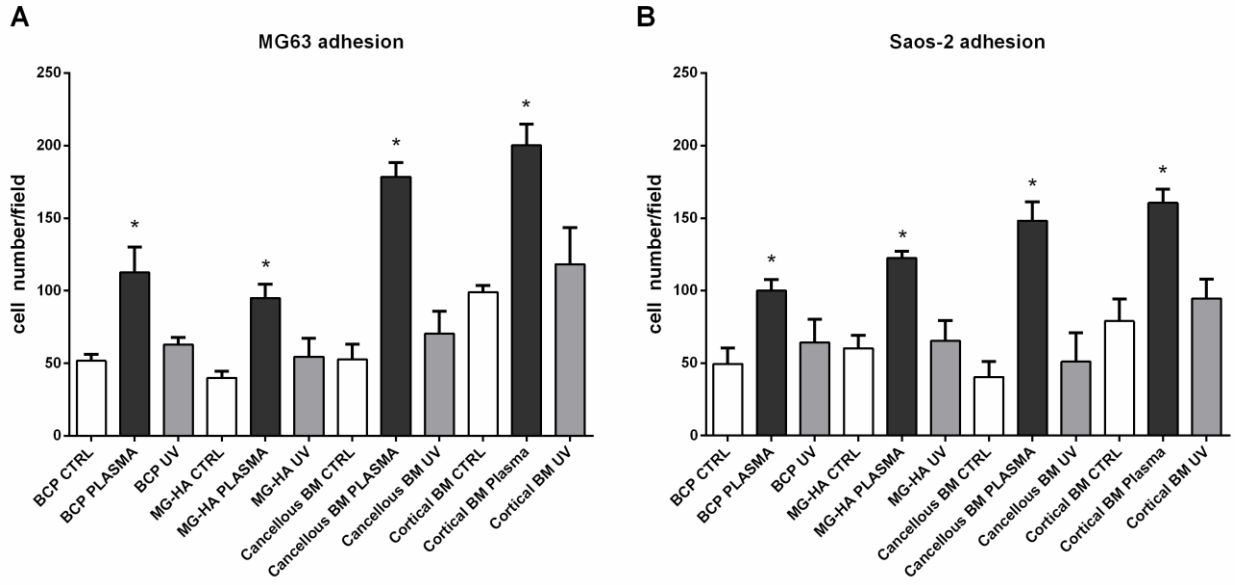 A
MG63 adhesion
cell number/field
250
200
150
100
50
0
*
*
*
*
BCP CTRL
BCP PLASMA
BCP UV
MG-HA CTRL
MG-HA PLASMA
MG-HA UV
Cancellous BM CTRL
Cancellous BM PLASMA
Cancellous BM UV
Cortical BM CTRL
Cortical BM Plasma
Cortical BM UV
B
Saos-2 adhesion
cell number/field
250
200
150
100
50
0
*
*
*
*
BCP CTRL
BCP PLASMA
BCP UV
MG-HA CTRL
MG-HA PLASMA
MG-HA UV
Cancellous BM CTRL
Cancellous BM PLASMA
Cancellous BM UV
Cortical BM CTRL
Cortical BM Plasma
Cortical BM UV